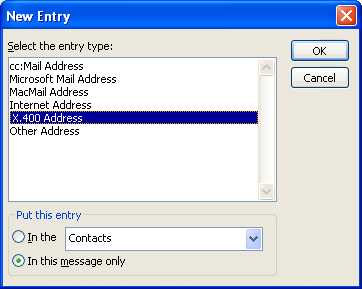 New Entry
Select the entry type:
OK
cc:Mail Address
Microsoft Mail Address
Cancel
MacMail Address
Internet Address
X.400 Address
Other Address
Put this entry
In the Contacts
In this message only